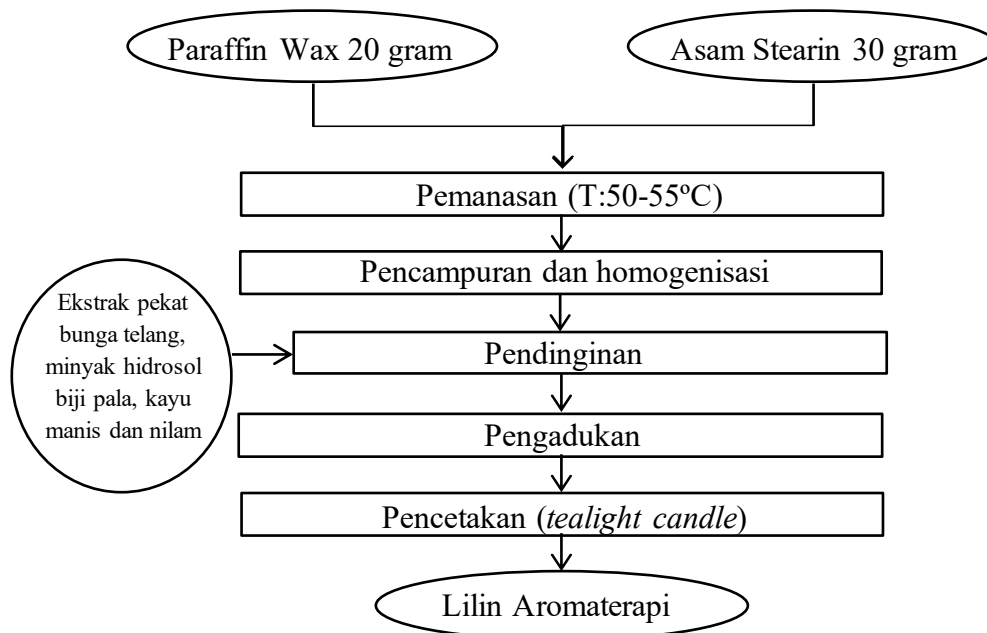 Paraffin Wax 20 gram
Asam Stearin 30 gram
Pemanasan (T:50-55ºC)
Pencampuran dan homogenisasi
Ekstrak pekat
bunga telang,
minyak hidrosol
biji pala, kayu
manis dan nilam
Pendinginan
Pengadukan
Pencetakan (tealight candle)
Lilin Aromaterapi